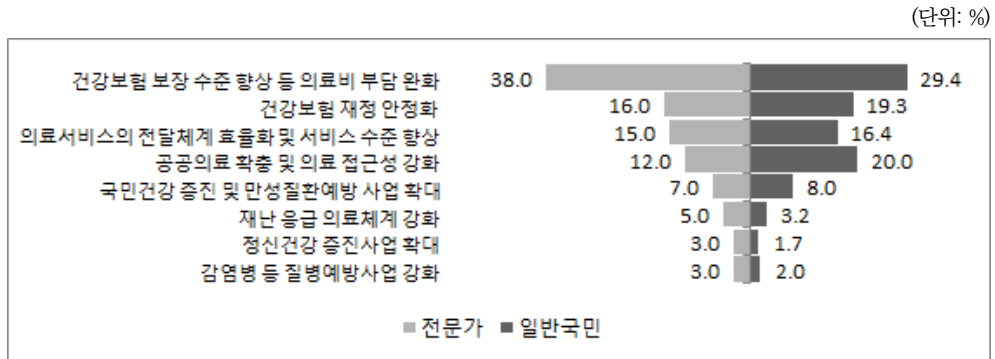 (단위: %)
건강보험 보장 수준 향상 등 의료비 부담 완화 38.0 29.4
건강보험 재정 안정화 16.0 19.3
의료서비스의 전달체계 효율화 및 서비스 수준 향상 15.0 16.4
공공의료 확충 및 의료 접근성 강화 12.0 20.0
국민건강 증진 및 만성질환예방 사업 확대 7.0 8.0
재난 응급 의료체계 강화 5.0 3.2
정신건강 증진사업 확대 3.0 1.7
감염병 등 질병예방사업 강화 3.0 2.0
전문가 일반국민